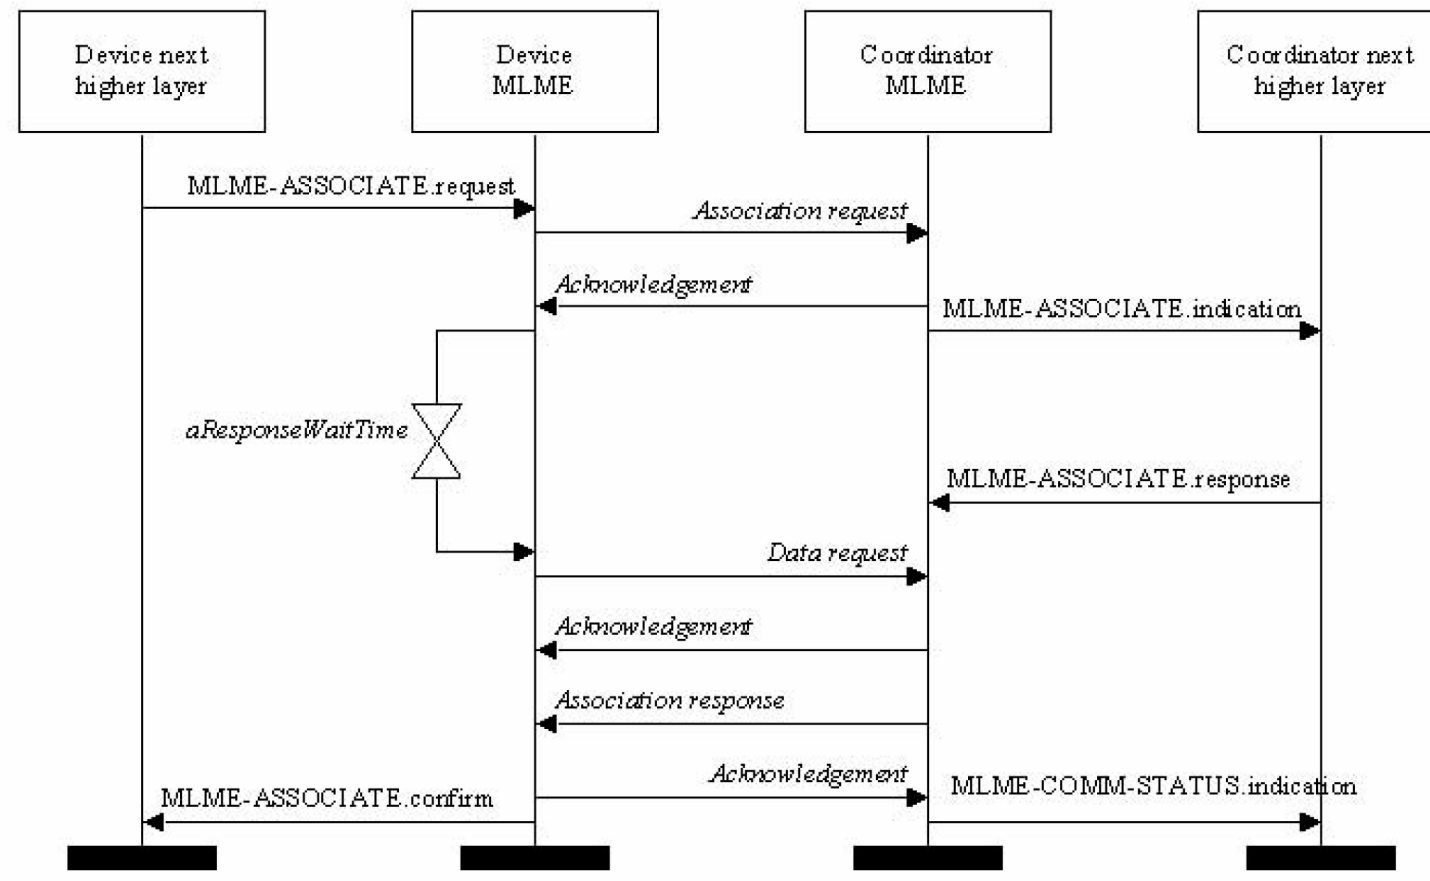 Device next
higher layer
Device
MLME
Coordinator
MLME
Coordinator next
higher layer
MLME-ASSOCIATE.request
Association request
Acknowledgement
MLME-ASSOCIATE.indication
aResponseWaitTime
MLME-ASSOCIATE.response
Data request
Acknowledgement
Association response
Acknowledgement
MLME-COMM-STATUS.indication
MLME-ASSOCIATE.confirm